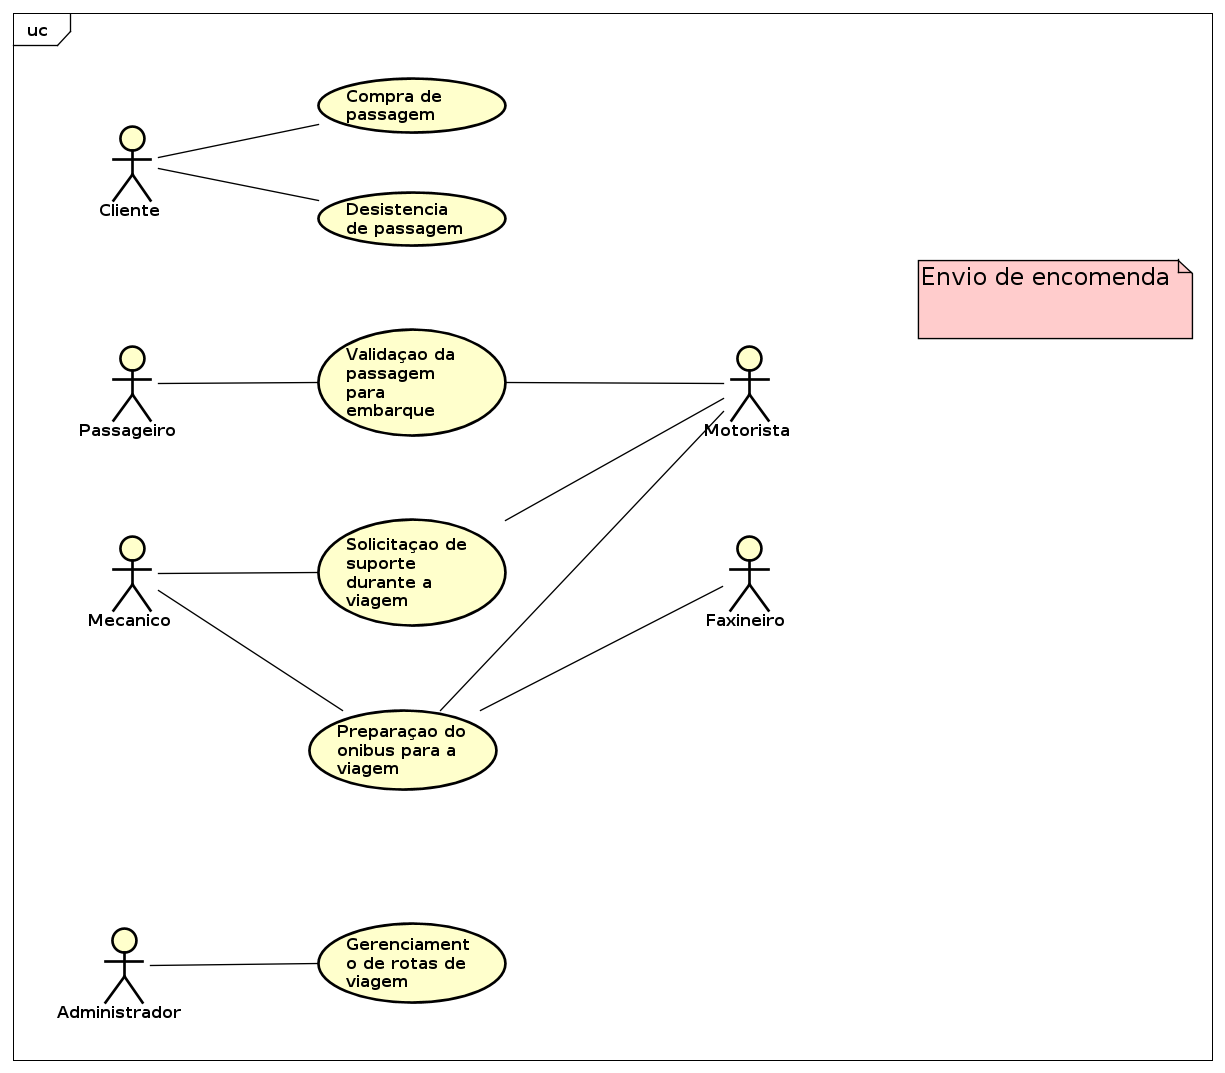 uc
Compra de
passagem
Cliente
Desistencia
de passagem
Envio de encomenda
Validaçao da
passagem
para
embarque
Passageiro
Motorista
Solicitaçao de
suporte
durante a
viagem
Mecanico
Faxineiro
Preparaçao do
onibus para a
viagem
Gerenciament
o de rotas de
viagem
Administrador